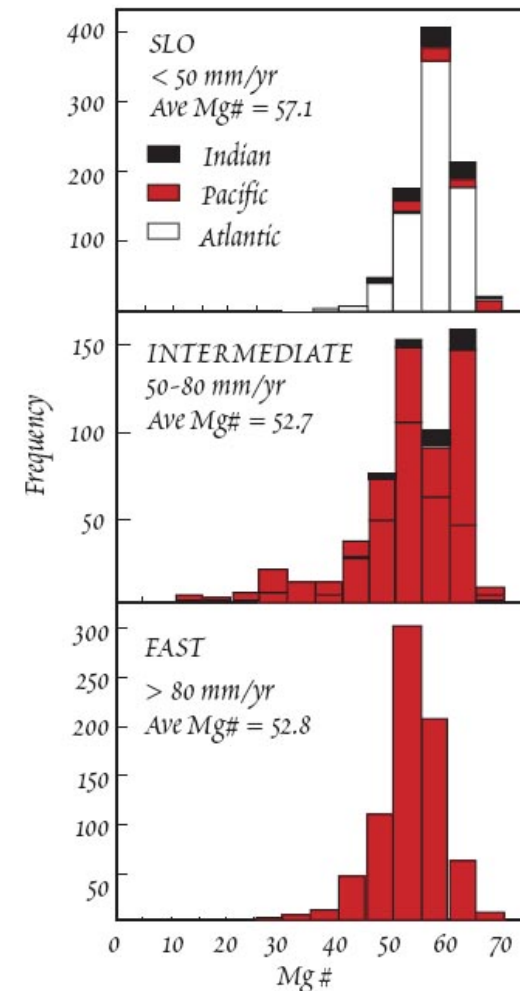 400
SLO
< 50 mm/yr
300
Ave Mg# = 57.1
Indian
200
Pacific
Atlantic
100
150
INTERMEDIATE
50-80 mm/yr
100
Ave Mg# = 52.7
Frequency
50
300
FAST
250
> 80 mm/yr
200
Ave Mg# = 52.8
150
100
50
0 10 20 30 40 50 60 70
Mg #